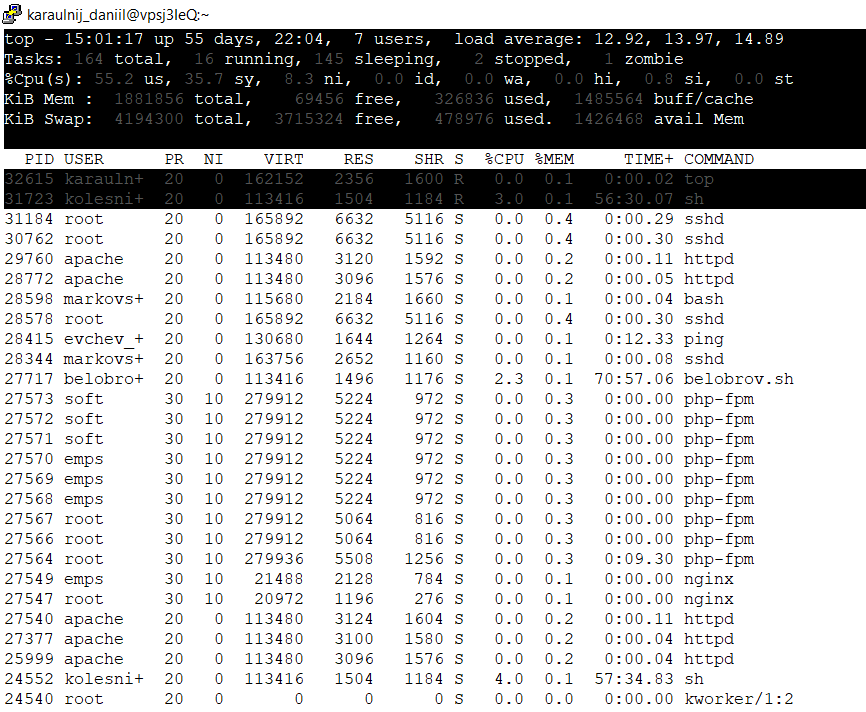 karaulnij_daniil@vpsj3IeQ:~
top - 15:01:17 up 55 days, 22:04,  7 users,  load average: 12.92, 13.97, 14.89
Tasks: 164 total,  16 running, 145 sleeping,   2 stopped,   1 zombie
%Cpu(s): 55.2 us, 35.7 sy,  8.3 ni,  0.0 id,  0.0 wa,  0.0 hi,  0.8 si,  0.0 st
KiB Mem :  1881856 total,    69456 free,   326836 used,  1485564 buff/cache
KiB Swap:  4194300 total,  3715324 free,   478976 used.  1426468 avail Mem
PID USER      PR  NI    VIRT    RES    SHR S  %CPU %MEM     TIME+ COMMAND
32615 karauln+  20   0  162152   2356   1600 R   0.0  0.1   0:00.02 top
31723 kolesni+  20   0  113416   1504   1184 R   3.0  0.1  56:30.07 sh
31184 root      20   0  165892   6632   5116 S   0.0  0.4   0:00.29 sshd
30762 root      20   0  165892   6632   5116 S   0.0  0.4   0:00.30 sshd
29760 apache    20   0  113480   3120   1592 S   0.0  0.2   0:00.11 httpd
28772 apache    20   0  113480   3096   1576 S   0.0  0.2   0:00.05 httpd
28598 markovs+  20   0  115680   2184   1660 S   0.0  0.1   0:00.04 bash
28578 root      20   0  165892   6632   5116 S   0.0  0.4   0:00.30 sshd
28415 evchev_+  20   0  130680   1644   1264 S   0.0  0.1   0:12.33 ping
28344 markovs+  20   0  163756   2652   1160 S   0.0  0.1   0:00.08 sshd
27717 belobro+  20   0  113416   1496   1176 S   2.3  0.1  70:57.06 belobrov.sh
27573 soft      30  10  279912   5224    972 S   0.0  0.3   0:00.00 php-fpm
27572 soft      30  10  279912   5224    972 S   0.0  0.3   0:00.00 php-fpm
27571 soft      30  10  279912   5224    972 S   0.0  0.3   0:00.00 php-fpm
27570 emps      30  10  279912   5224    972 S   0.0  0.3   0:00.00 php-fpm
27569 emps      30  10  279912   5224    972 S   0.0  0.3   0:00.00 php-fpm
27568 emps      30  10  279912   5224    972 S   0.0  0.3   0:00.00 php-fpm
27567 root      30  10  279912   5064    816 S   0.0  0.3   0:00.00 php-fpm
27566 root      30  10  279912   5064    816 S   0.0  0.3   0:00.00 php-fpm
27564 root      30  10  279936   5508   1256 S   0.0  0.3   0:09.30 php-fpm
27549 emps      30  10   21488   2128    784 S   0.0  0.1   0:00.00 nginx
27547 root      30  10   20972   1196    276 S   0.0  0.1   0:00.00 nginx
27540 apache    20   0  113480   3124   1604 S   0.0  0.2   0:00.11 httpd
27377 apache    20   0  113480   3100   1580 S   0.0  0.2   0:00.04 httpd
25999 apache    20   0  113480   3096   1576 S   0.0  0.2   0:00.04 httpd
24552 kolesni+  20   0  113416   1504   1184 S   4.0  0.1  57:34.83 sh
24540 root      20   0       0      0      0 S   0.0  0.0   0:00.00 kworker/1:2